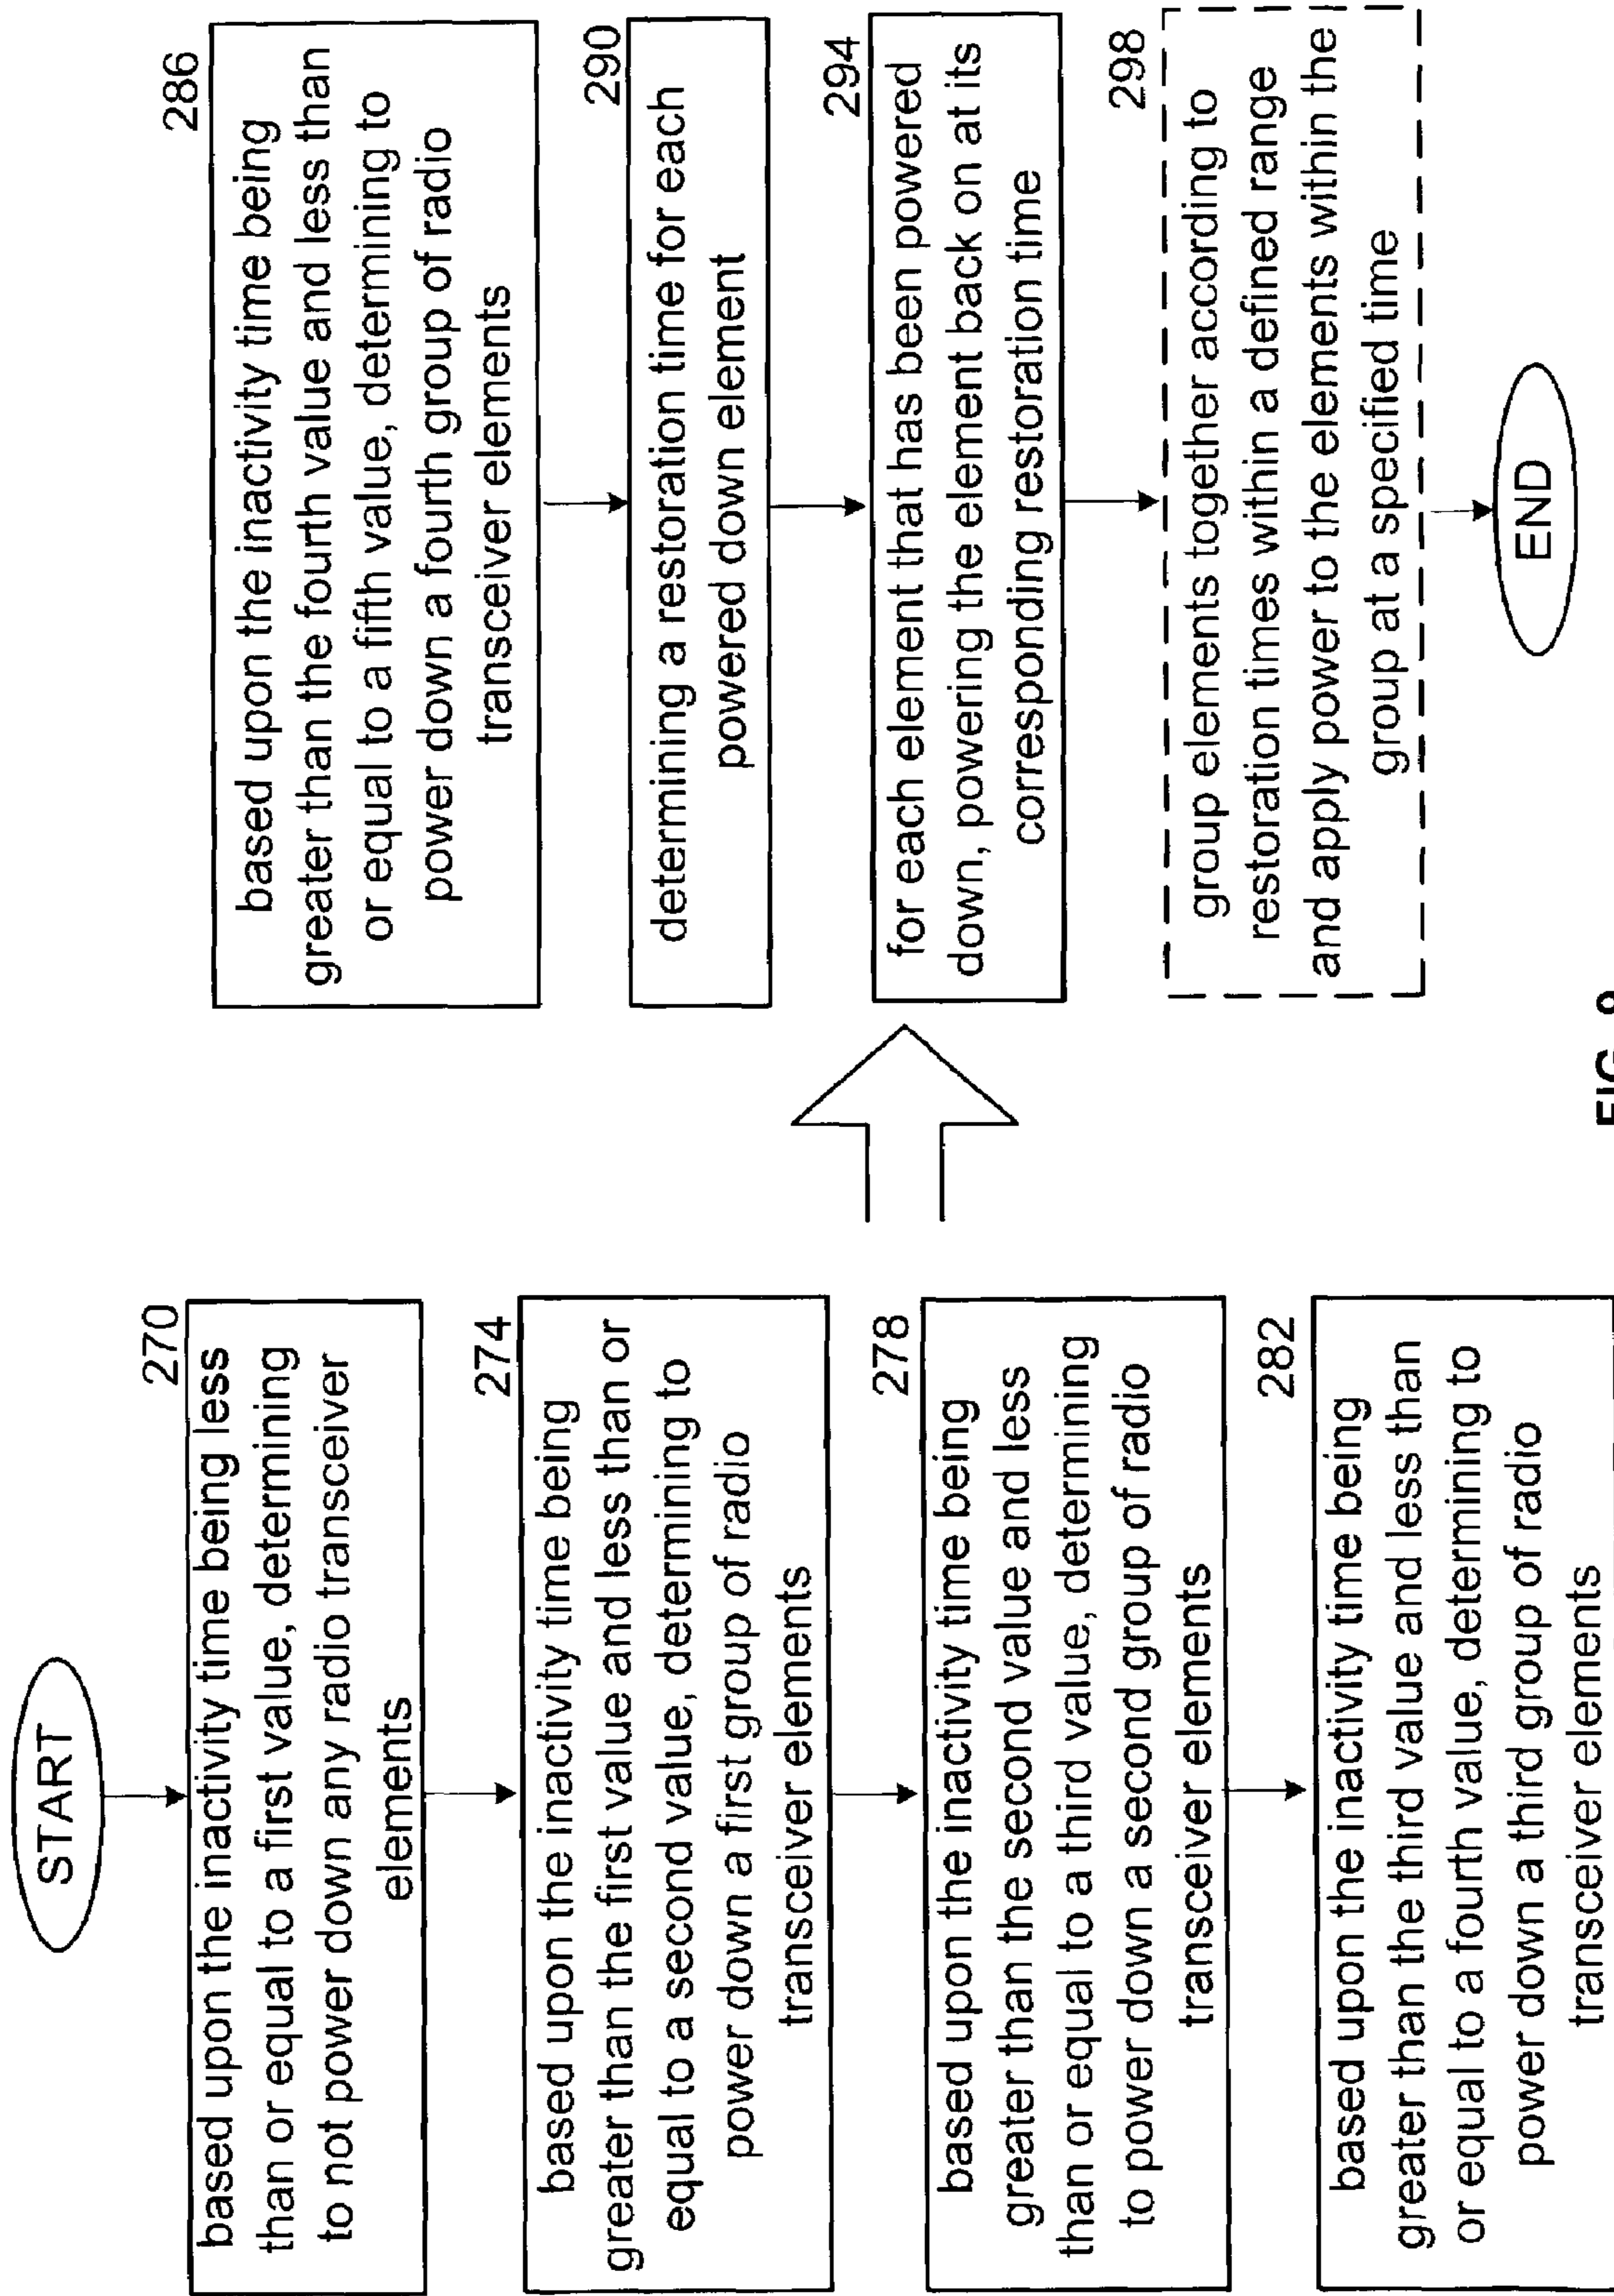 START
270
based upon the inactivity time being less
than or equal to a first value, determining
to not power down any radio transceiver
elements
274
based upon the inactivity time being
greater than the first value and less than or
equal to a second value, determining to
power down a first group of radio
transceiver elements
278
based upon the inactivity time being
greater than the second value and less
than or equal to a third value, determining
to power down a second group of radio
transceiver elements
282
based upon the inactivity time being
greater than the third value and less than
or equal to a fourth value, determining to
power down a third group of radio
transceiver elements
286
based upon the inactivity time being
greater than the fourth value and less than
or equal to a fifth value, determining to
power down a fourth group of radio
transceiver elements
290
determining a restoration time for each
powered down element
294
for each element that has been powered
down, powering the element back on at its
corresponding restoration time
298
group elements together according to
restoration times within a defined range
and apply power to the elements within the
group at a specified time
END
FIG.